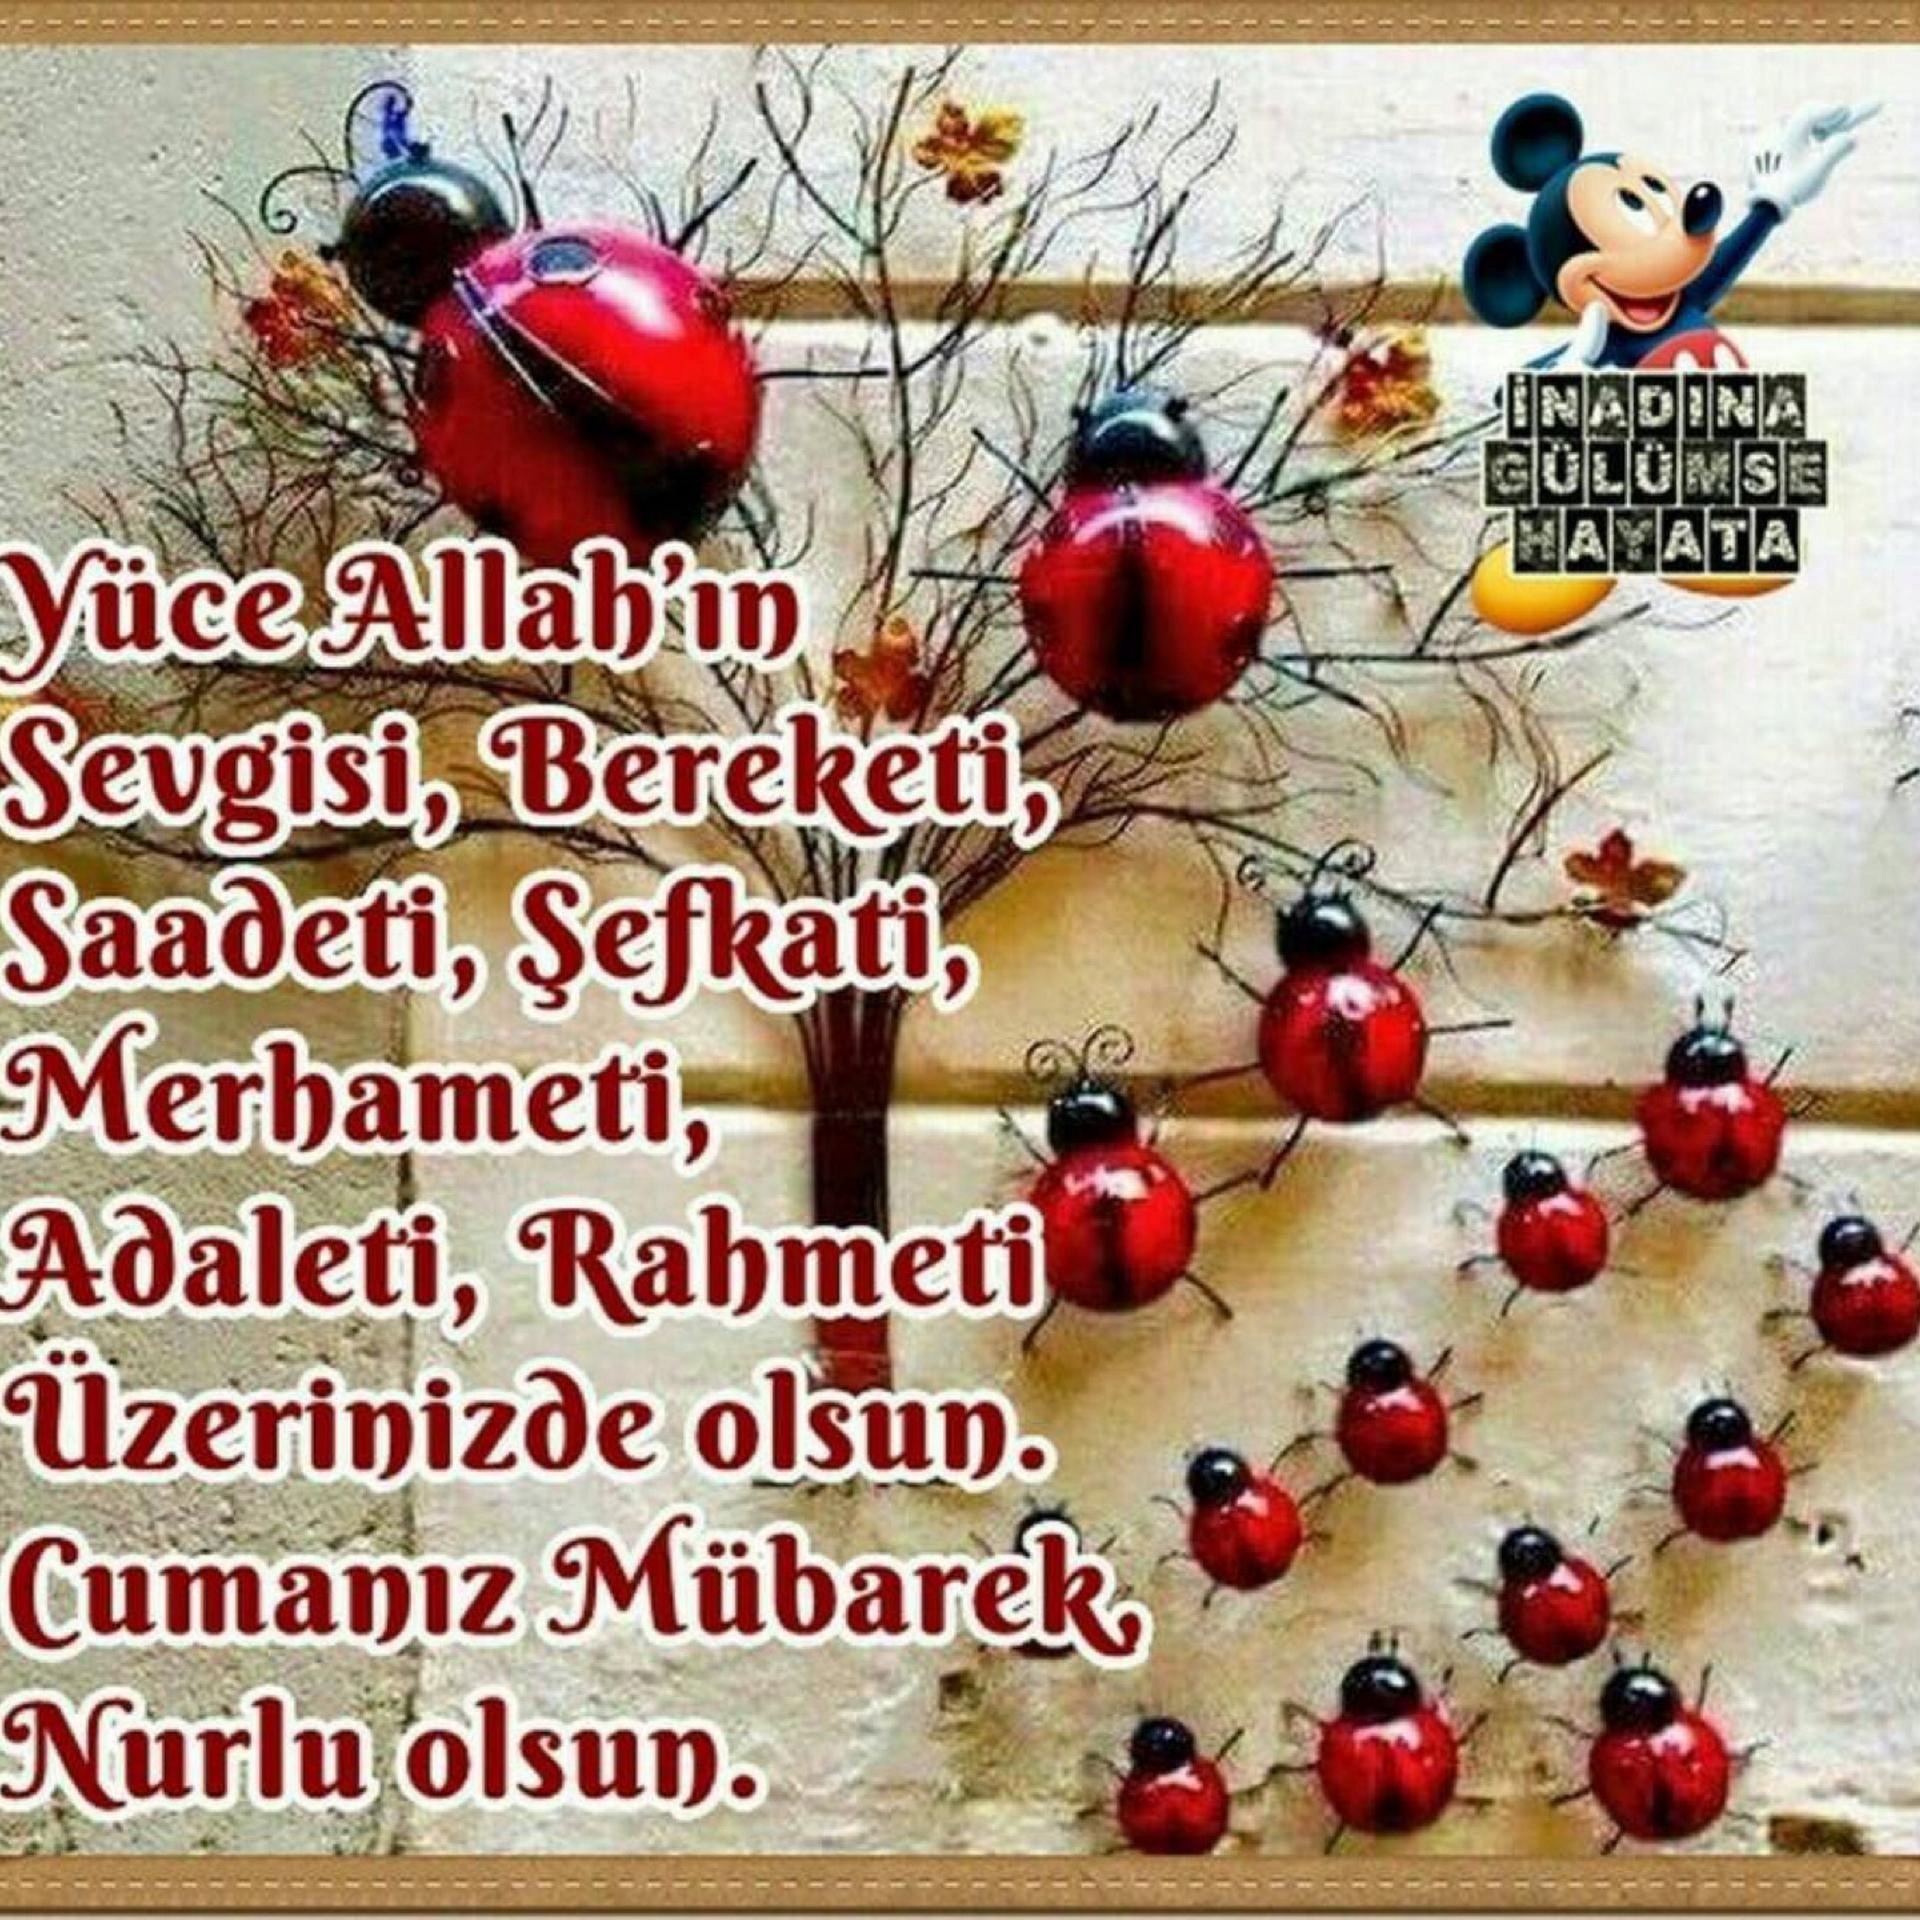 İNADINA
GÜLÜMSE
HAYATA
Yüce Allah'ın
Sevgisi, Bereketi,
Saadeti, Şefkati,
Merhameti,
Adaleti, Rahmeti
Üzerinizde olsun.
Cumanız Mübarek,
Nurlu olsun.